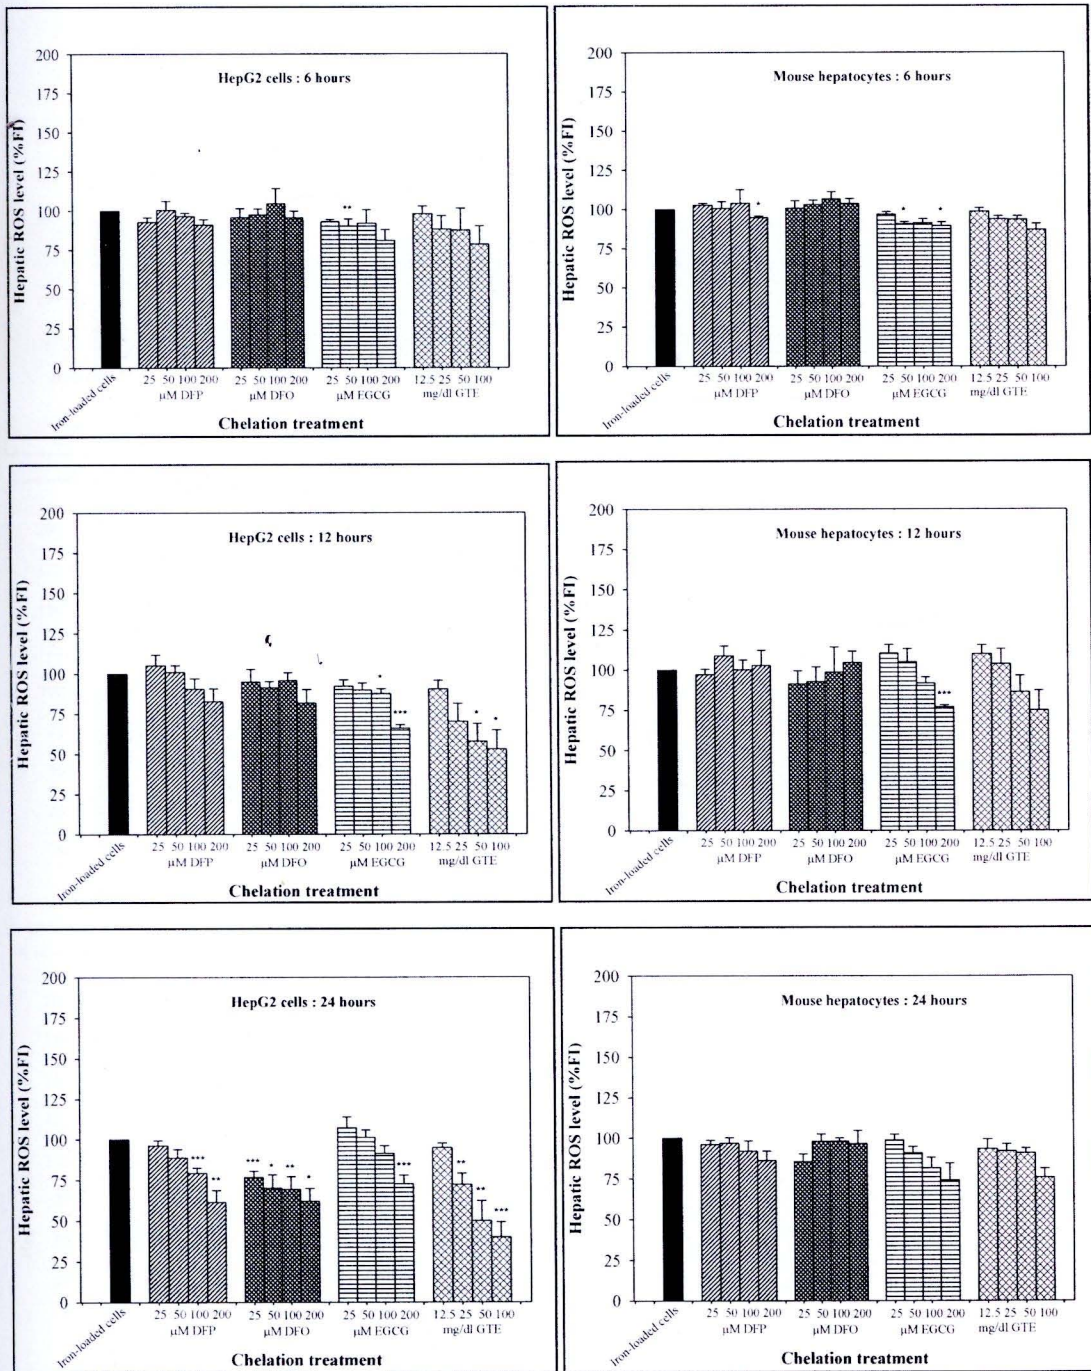 HepG2 cells : 6 hours
Hepatic ROS level (%FI)
200
175
150
125
100
75
50
25
0
**
Iron-loaded cells
25 50 100 200
25 50 100 200
25 50 100 200
12.5 25 50 100
µM DFP
µM DFO
µM EGCG
mg/dl GTE
Chelation treatment
Mouse hepatocytes : 6 hours
Hepatic ROS level (%FI)
200
175
150
125
100
75
50
25
0
*
*
*
Iron-loaded cells
25 50 100 200
25 50 100 200
25 50 100 200
12.5 25 50 100
µM DFP
µM DFO
µM EGCG
mg/dl GTE
Chelation treatment
HepG2 cells : 12 hours
Hepatic ROS level (%FI)
200
175
150
125
100
75
50
25
0
*
***
*
*
Iron-loaded cells
25 50 100 200
25 50 100 200
25 50 100 200
12.5 25 50 100
µM DFP
µM DFO
µM EGCG
mg/dl GTE
Chelation treatment
Mouse hepatocytes : 12 hours
Hepatic ROS level (%FI)
200
175
150
125
100
75
50
25
0
***
Iron-loaded cells
25 50 100 200
25 50 100 200
25 50 100 200
12.5 25 50 100
µM DFP
µM DFO
µM EGCG
mg/dl GTE
Chelation treatment
HepG2 cells : 24 hours
Hepatic ROS level (%FI)
200
175
150
125
100
75
50
25
0
***
**
***
*
**
*
***
**
**
***
Iron-loaded cells
25 50 100 200
25 50 100 200
25 50 100 200
12.5 25 50 100
µM DFP
µM DFO
µM EGCG
mg/dl GTE
Chelation treatment
Mouse hepatocytes : 24 hours
Hepatic ROS level (%FI)
200
175
150
125
100
75
50
25
0
Iron-loaded cells
25 50 100 200
25 50 100 200
25 50 100 200
12.5 25 50 100
µM DFP
µM DFO
µM EGCG
mg/dl GTE
Chelation treatment